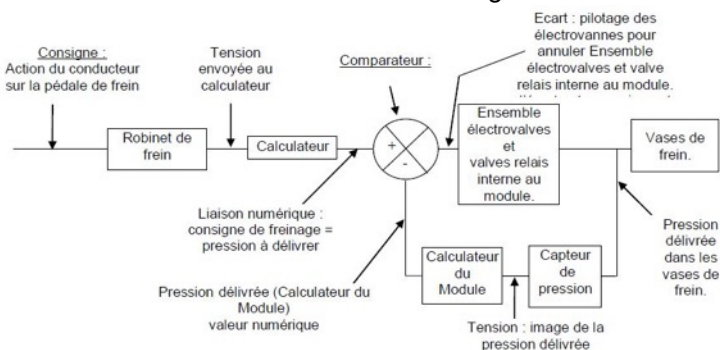 Consigne :
Action du conducteur
sur la pédale de frein
Tension
envoyée au
calculateur
Comparateur :
Ecart : pilotage des
électrovannes pour
annuler Ensemble
électrovalves et valve
relais interne au module.
Robinet de
frein
Calculateur
+
-
Ensemble
électrovalves
et
valves relais
interne au
module.
Vases de
frein.
Liaison numérique :
consigne de freinage =
pression à délivrer
Pression
délivrée
dans les
vases de
frein.
Calculateur
du
Module
Capteur
de
pression
Pression délivrée (Calculateur du
Module)
valeur numérique
Tension : image de la
pression délivrée